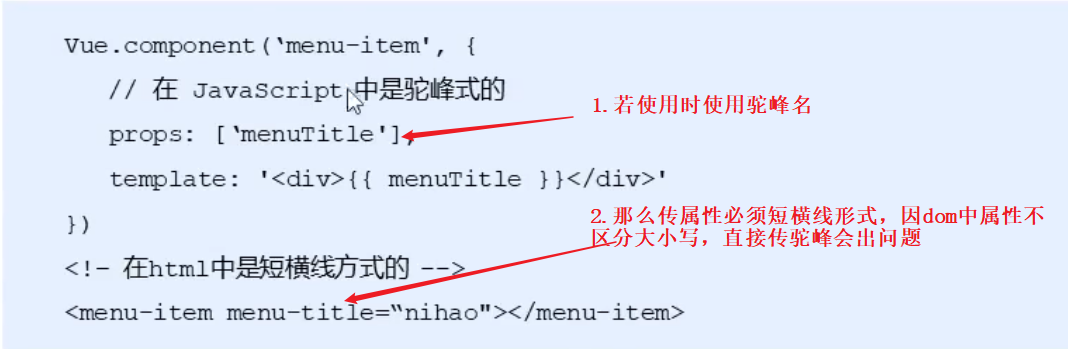 Vue.component(‘menu-item', {
// 在 JavaScript 中是驼峰式的
props: [‘menuTitle'],
template: '<div>{{ menuTitle }}</div>'
})
<!– 在html中是短横线方式的 -->
<menu-item menu-title=“nihao"></menu-item>
1.若使用时使用驼峰名
2.那么传属性必须短横线形式，因dom中属性不
区分大小写，直接传驼峰会出问题